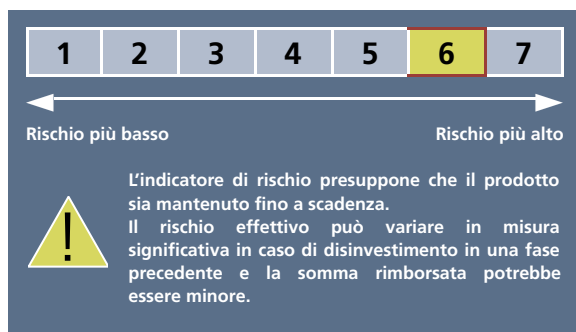 1 2 3 4 5 6 7
Rischio più basso Rischio più alto
L’indicatore di rischio presuppone che il prodotto
sia mantenuto fino a scadenza.
Il rischio effettivo può variare in misura
significativa in caso di disinvestimento in una fase
precedente e la somma rimborsata potrebbe
essere minore.
!